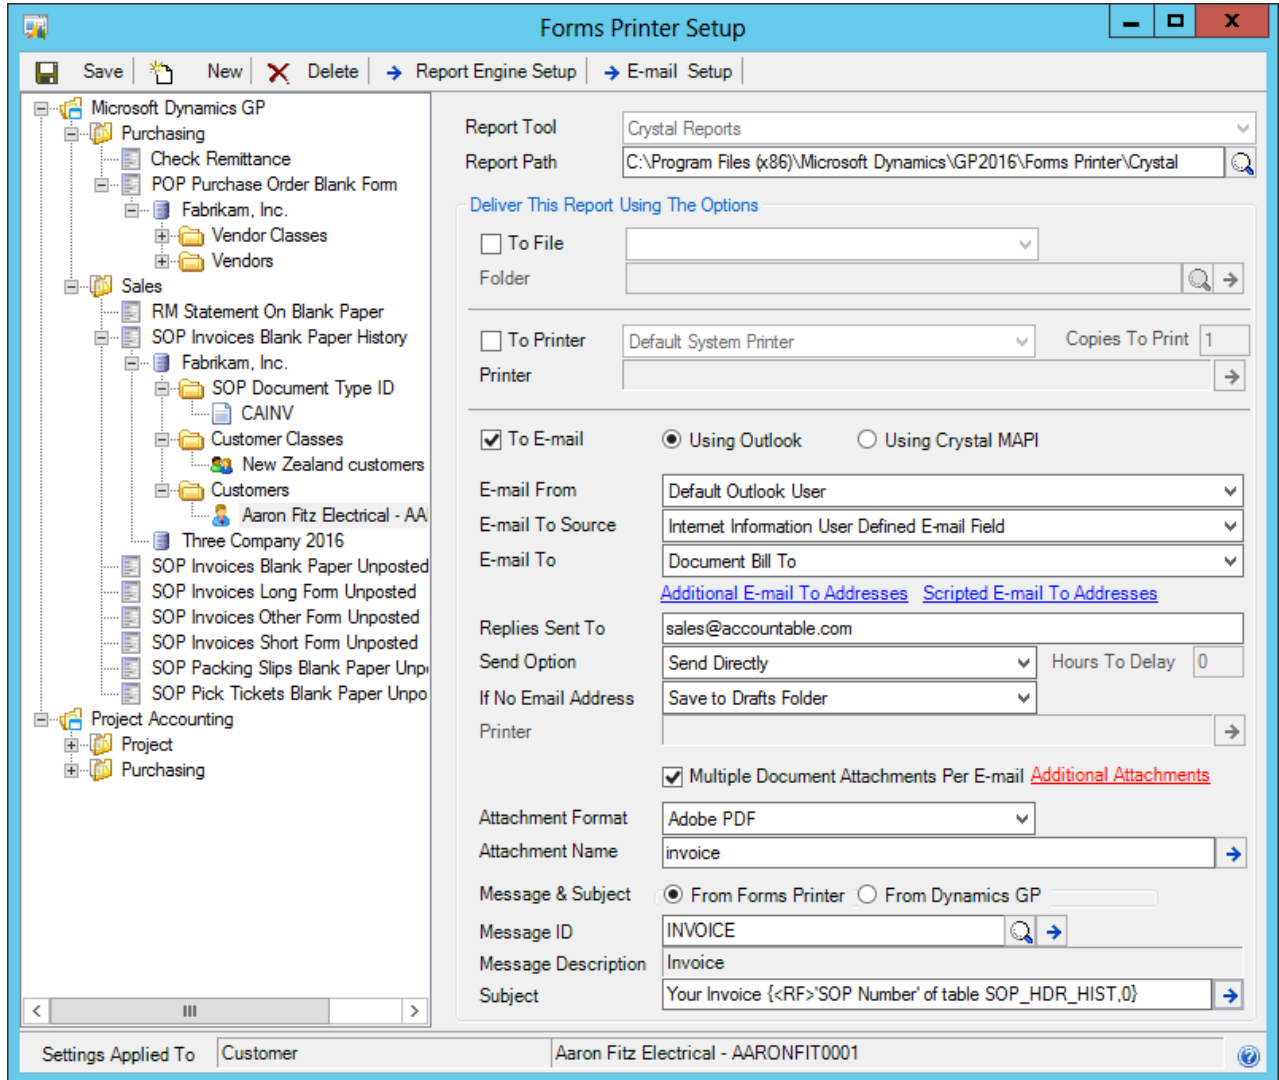 Forms Printer Setup
Save New Delete Report Engine Setup E-mail Setup
Microsoft Dynamics GP
Purchasing
Check Remittance
POP Purchase Order Blank Form
Fabrikam, Inc.
Vendor Classes
Vendors
Sales
RM Statement On Blank Paper
SOP Invoices Blank Paper History
Fabrikam, Inc.
SOP Document Type ID
CAINV
Customer Classes
New Zealand customers
Customers
Aaron Fitz Electrical - AA
Three Company 2016
SOP Invoices Blank Paper Unposted
SOP Invoices Long Form Unposted
SOP Invoices Other Form Unposted
SOP Invoices Short Form Unposted
SOP Packing Slips Blank Paper Unp
SOP Pick Tickets Blank Paper Unpo
Project Accounting
Project
Purchasing
Report Tool Crystal Reports
Report Path C:\Program Files (x86)\Microsoft Dynamics\GP2016\Forms Printer\Crystal
Deliver This Report Using The Options
To File
Folder
To Printer Default System Printer Copies To Print 1
Printer
To E-mail Using Outlook Using Crystal MAPI
E-mail From Default Outlook User
E-mail To Source Internet Information User Defined E-mail Field
E-mail To Document Bill To
Additional E-mail To Addresses Scripted E-mail To Addresses
Replies Sent To sales@accountable.com
Send Option Send Directly Hours To Delay 0
If No Email Address Save to Drafts Folder
Printer
Multiple Document Attachments Per E-mail Additional Attachments
Attachment Format Adobe PDF
Attachment Name invoice
Message & Subject From Forms Printer From Dynamics GP
Message ID INVOICE
Message Description Invoice
Subject Your Invoice {<RF>'SOP Number' of table SOP_HDR_HIST,0}
Settings Applied To Customer Aaron Fitz Electrical - AARONFIT0001